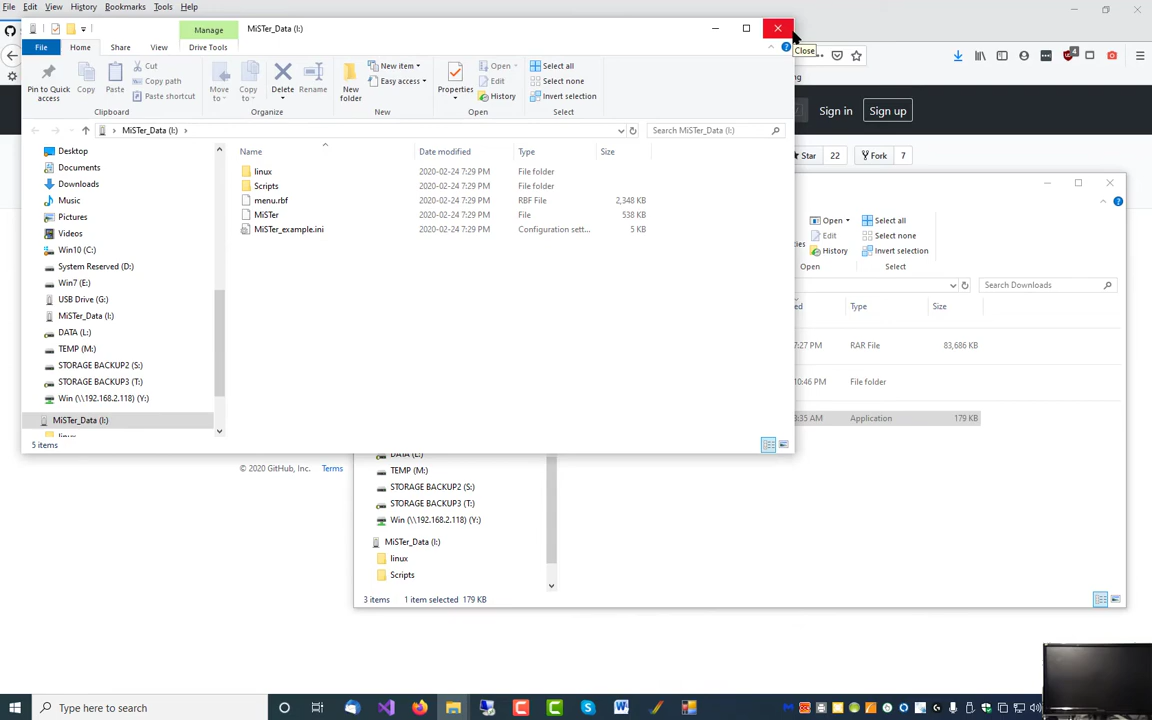 File Edit View History Bookmarks Tools Help
Manage MiSTer_Data (I:)
Close
File Home Share View Drive Tools
Pin to Quick access
Copy
Paste
Cut
Copy path
Paste shortcut
Clipboard
Move to
Copy to
Delete
Rename
Organize
New folder
New item
Easy access
New
Properties
Open
Edit
History
Open
Select all
Select none
Invert selection
Select
Sign in Sign up
Star 22 Fork 7
MiSTer_Data (I:)
Search MiSTer_Data (I:)
Name Date modified Type Size
linux 2020-02-24 7:29 PM File folder
Scripts 2020-02-24 7:29 PM File folder
menu.rbf 2020-02-24 7:29 PM RBF File 2,348 KB
MiSTer 2020-02-24 7:29 PM File 538 KB
MiSTer_example.ini 2020-02-24 7:29 PM Configuration sett... 5 KB
Desktop
Documents
Downloads
Music
Pictures
Videos
Win10 (C:)
System Reserved (D:)
Win7 (E:)
USB Drive (G:)
MiSTer_Data (I:)
DATA (L:)
TEMP (M:)
STORAGE BACKUP2 (S:)
STORAGE BACKUP3 (T:)
Win (\\192.168.2.118) (Y:)
MiSTer_Data (I:)
linux
5 items
Open
Edit
History
Open
Select all
Select none
Invert selection
Select
Search Downloads
Type Size
7:27 PM RAR File 83,686 KB
10:46 PM File folder
Application 179 KB
© 2020 GitHub, Inc. Terms
DATA (L:)
TEMP (M:)
STORAGE BACKUP2 (S:)
STORAGE BACKUP3 (T:)
Win (\\192.168.2.118) (Y:)
MiSTer_Data (I:)
linux
Scripts
3 items 1 item selected 179 KB
Type here to search